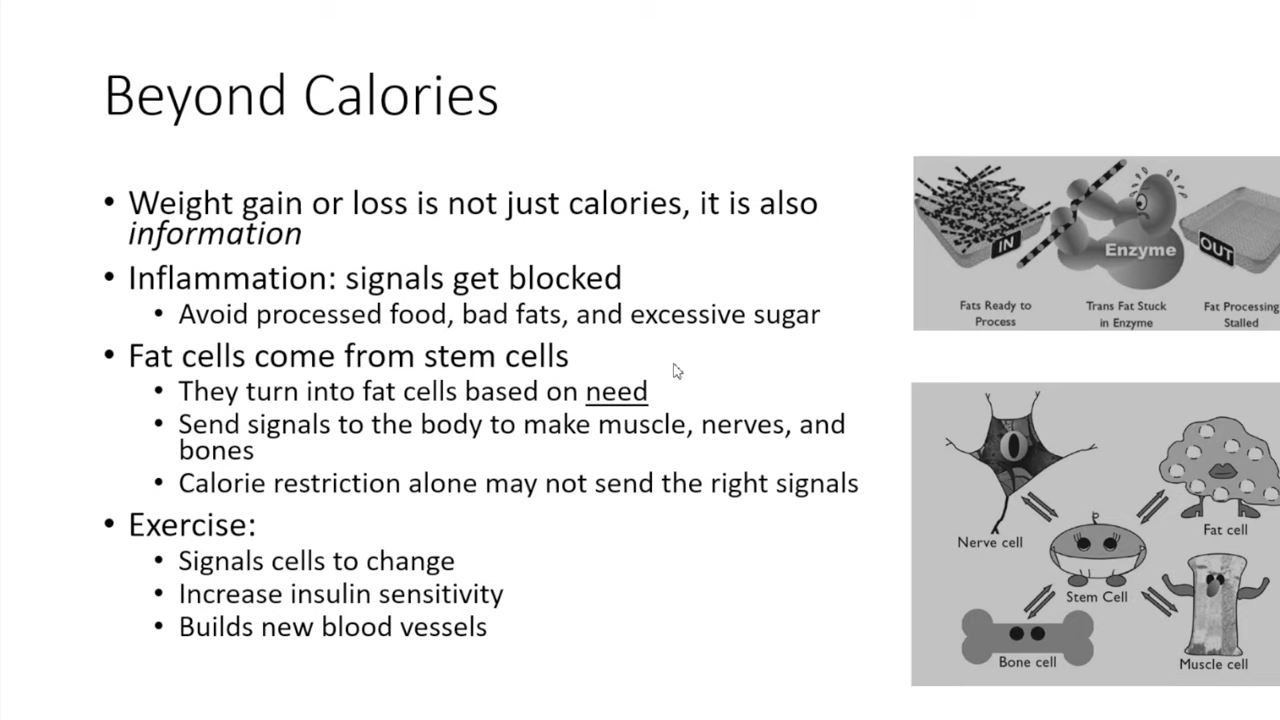 Beyond Calories
• Weight gain or loss is not just calories, it is also
information
• Inflammation: signals get blocked
• Avoid processed food, bad fats, and excessive sugar
• Fat cells come from stem cells
• They turn into fat cells based on need
• Send signals to the body to make muscle, nerves, and
bones
• Calorie restriction alone may not send the right signals
• Exercise:
• Signals cells to change
• Increase insulin sensitivity
• Builds new blood vessels
IN
Enzyme
OUT
Fats Ready to
Process
Trans Fat Stuck
in Enzyme
Fat Processing
Stalled
Nerve cell
Fat cell
Stem Cell
Bone cell
Muscle cell